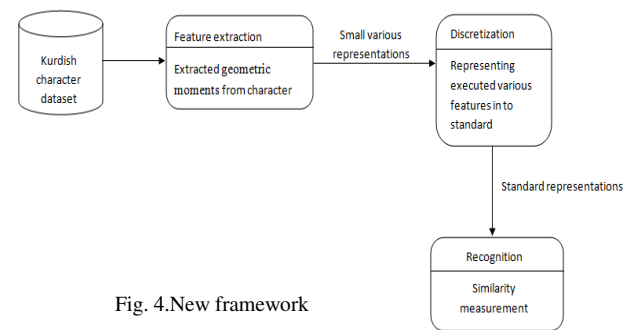 Kurdish
character
dataset
Feature extraction
Extracted geometric
moments from character
Small various
representations
Discretization
Representing
executed various
features in to
standard
Standard representations
Recognition
Similarity
measurement
Fig. 4.New framework